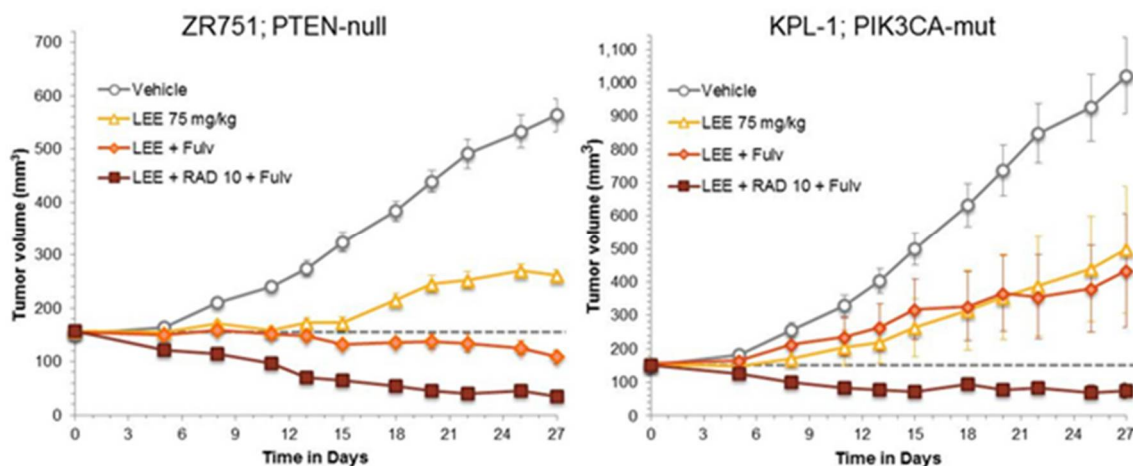 ZR751; PTEN-null
700
600
500
400
300
200
100
0
Tumor volume (mm³)
Vehicle
LEE 75 mg/kg
LEE + Fulv
LEE + RAD 10 + Fulv
0 3 6 9 12 15 18 21 24 27
Time in Days
KPL-1; PIK3CA-mut
1,100
1,000
900
800
700
600
500
400
300
200
100
0
Tumor volume (mm³)
Vehicle
LEE 75 mg/kg
LEE + Fulv
LEE + RAD 10 + Fulv
0 3 6 9 12 15 18 21 24 27
Time in Days